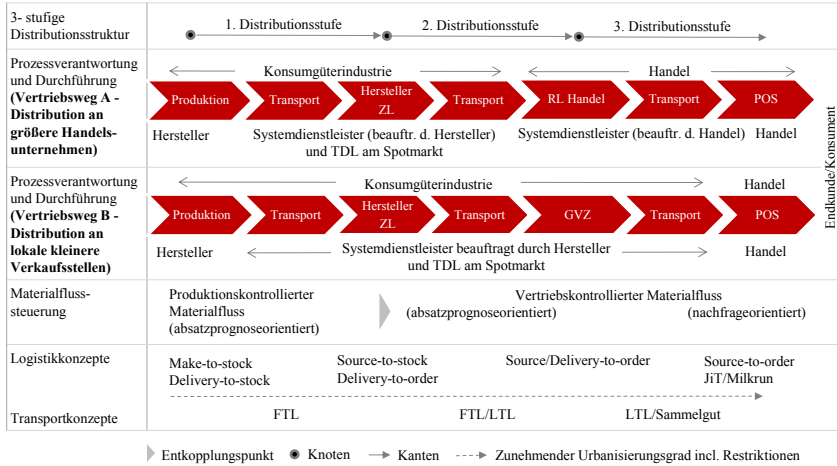 3- stufige
Distributionsstruktur
1. Distributionsstufe
2. Distributionsstufe
3. Distributionsstufe
Prozessverantwortung
und Durchführung
(Vertriebsweg A -
Distribution an
größere Handels-
unternehmen)
Konsumgüterindustrie
Handel
Produktion
Transport
Hersteller
ZL
Transport
RL Handel
Transport
POS
Hersteller
Systemdienstleister (beauftr. d. Hersteller)
und TDL am Spotmarkt
Systemdienstleister (beauftr. d. Handel)
Handel
Prozessverantwortung
und Durchführung
(Vertriebsweg B -
Distribution an
lokale kleinere
Verkaufsstellen)
Konsumgüterindustrie
Handel
Produktion
Transport
Hersteller
ZL
Transport
GVZ
Transport
POS
Hersteller
Systemdienstleister beauftragt durch Hersteller
und TDL am Spotmarkt
Handel
Endkunde/Konsument
Materialfluss-
steuerung
Produktionskontrollierter
Materialfluss
(absatzprognoseorientiert)
Vertriebskontrollierter Materialfluss
(absatzprognoseorientiert)
(nachfrageorientiert)
Logistikkonzepte
Make-to-stock
Delivery-to-stock
Source-to-stock
Delivery-to-order
Source/Delivery-to-order
Source-to-order
JiT/Milkrun
Transportkonzepte
FTL
FTL/LTL
LTL/Sammelgut
Entkopplungspunkt
Knoten
Kanten
Zunehmender Urbanisierungsgrad incl. Restriktionen